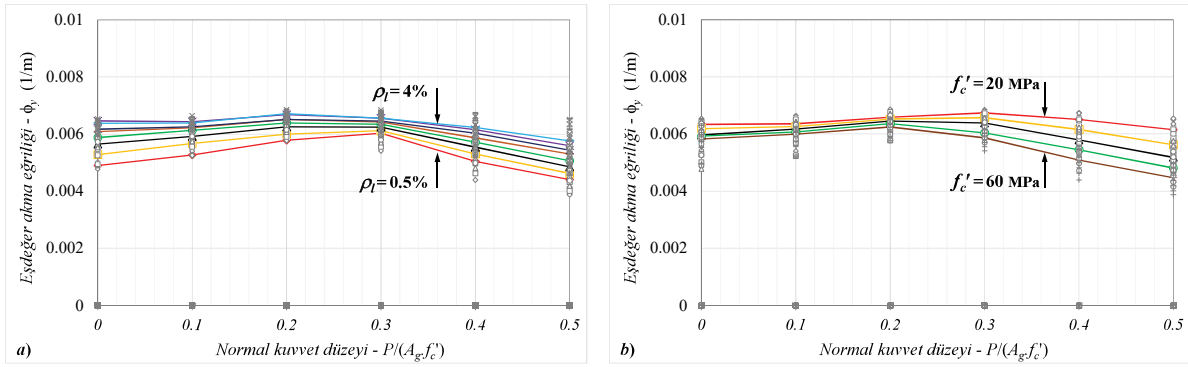 0.01
0.008
0.006
0.004
0.002
0
Eşdeğer akma eğriliği - ϕy (1/m)
ρl = 4%
ρl = 0.5%
0 0.1 0.2 0.3 0.4 0.5
a) Normal kuvvet düzeyi - P/(Ag.fc')
0.01
0.008
0.006
0.004
0.002
0
Eşdeğer akma eğriliği - ϕy (1/m)
fc' = 20 MPa
fc' = 60 MPa
0 0.1 0.2 0.3 0.4 0.5
b) Normal kuvvet düzeyi - P/(Ag.fc')